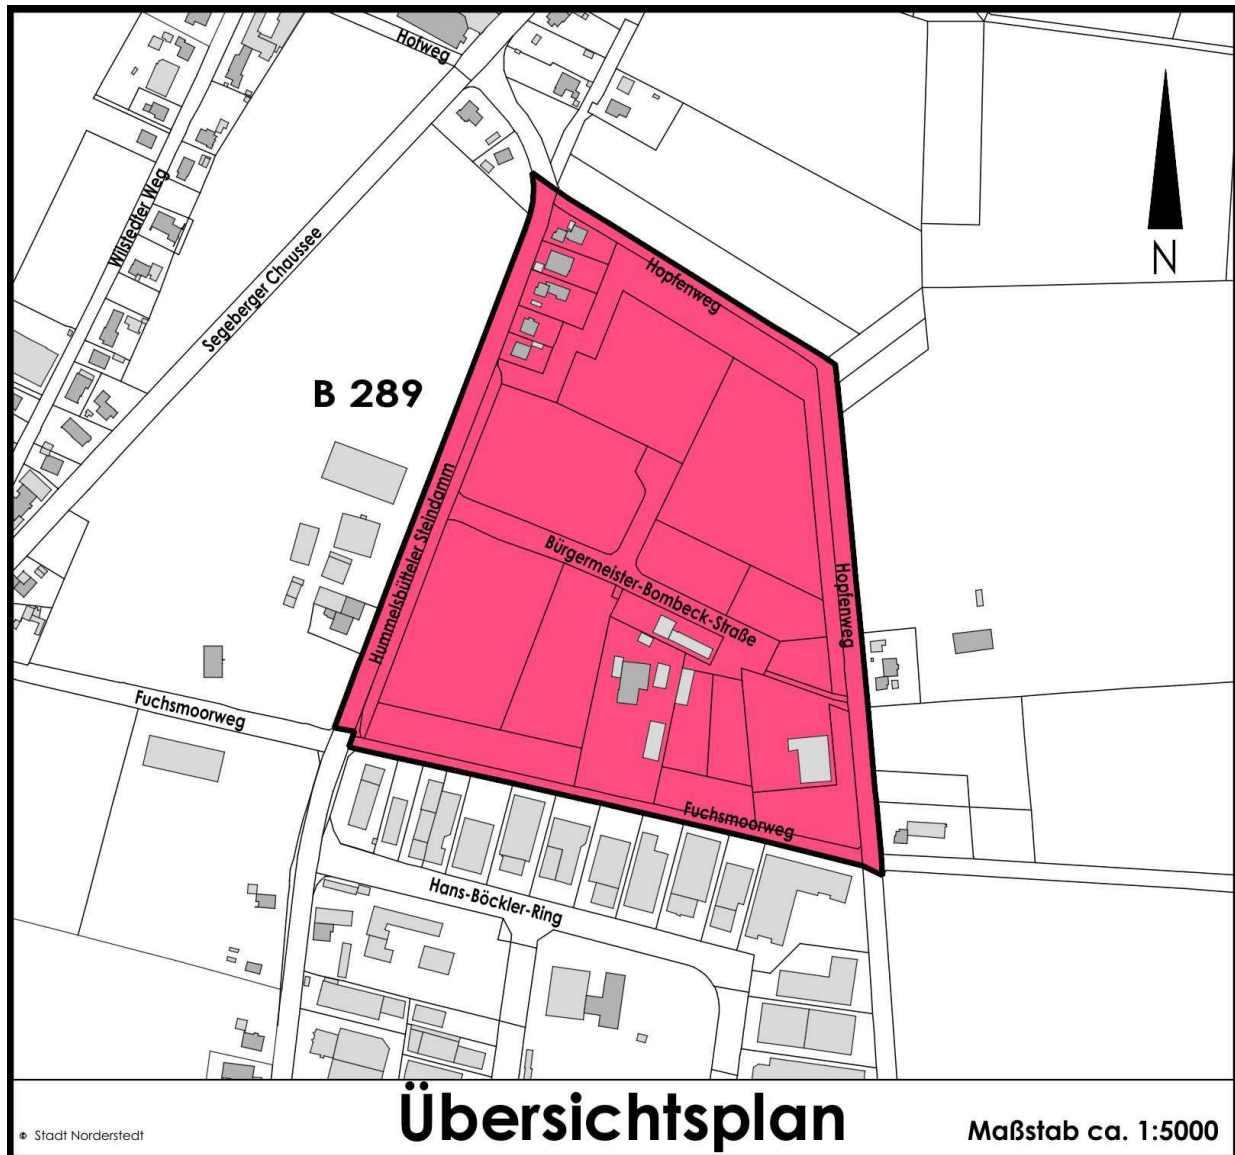 Hofweg
Wilstedter Weg
Segeberger Chaussee
N
Hopfenweg
B 289
Hummelsbütteler Steindamm
Bürgermeister-Bombeck-Straße
Hopfenweg
Fuchsmoorweg
Fuchsmoorweg
Hans-Böckler-Ring
© Stadt Norderstedt
Übersichtsplan
Maßstab ca. 1:5000